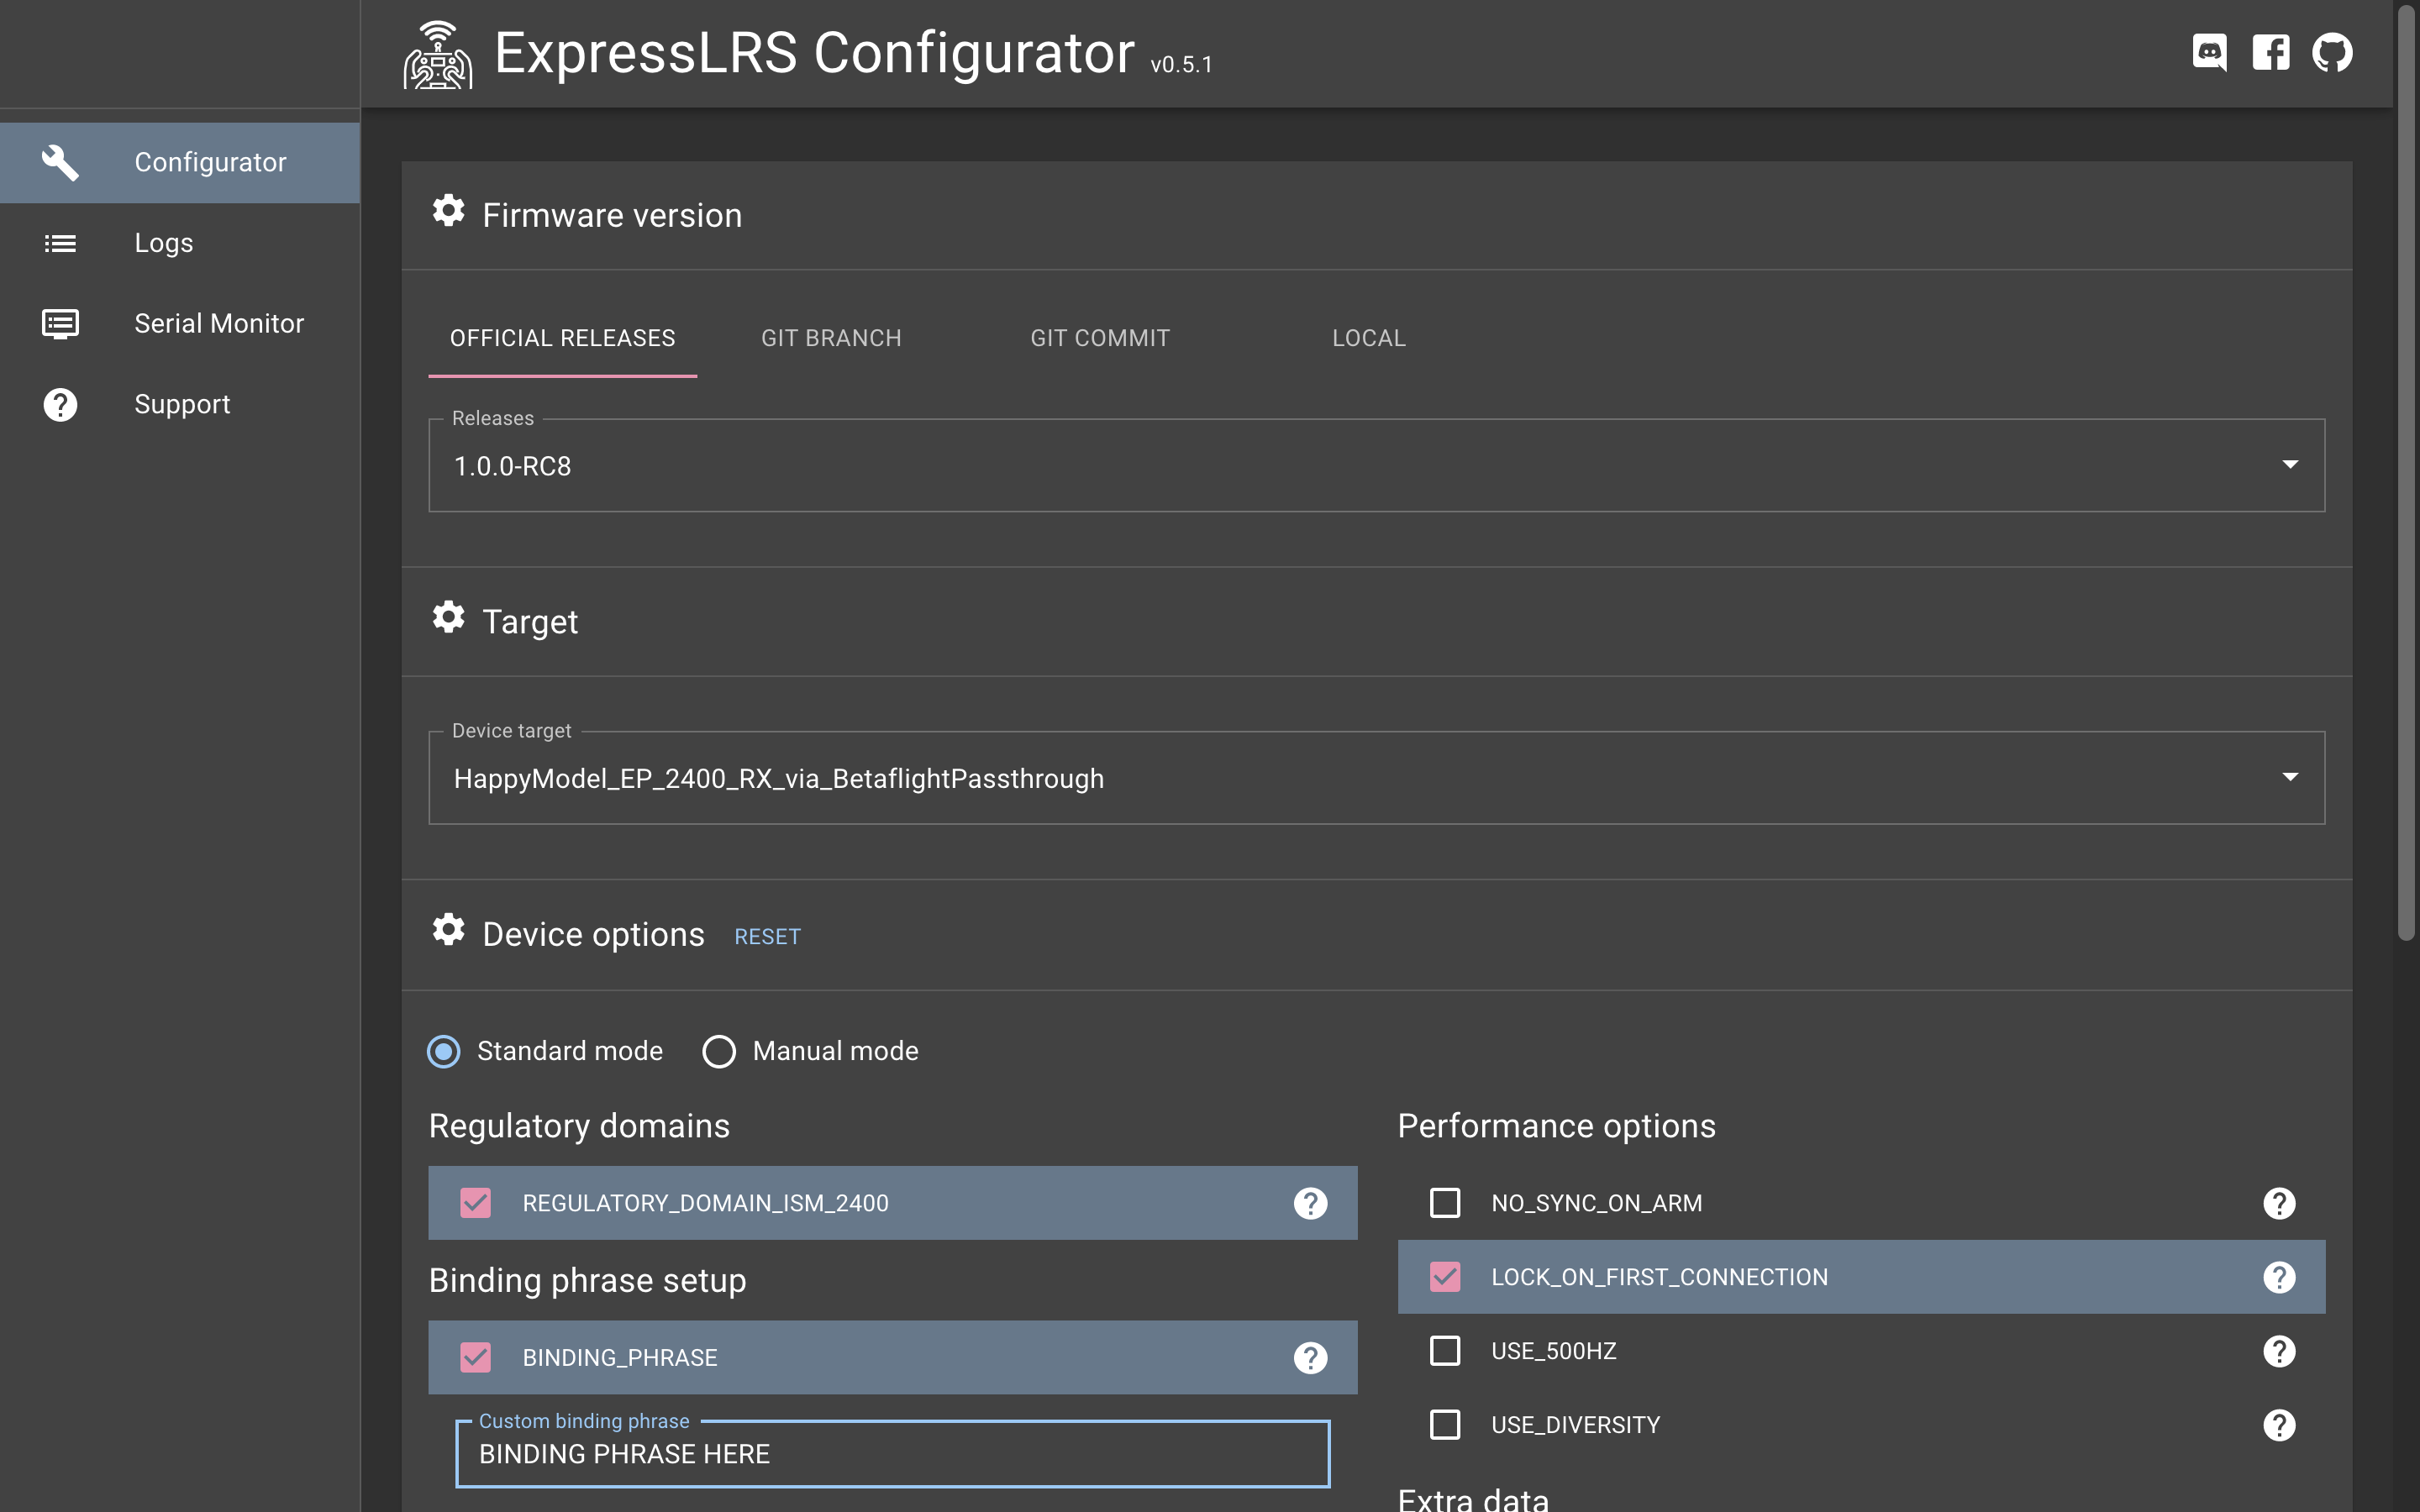 ExpressLRS Configurator v0.5.1
Configurator
Logs
Serial Monitor
Support
Firmware version
OFFICIAL RELEASES GIT BRANCH GIT COMMIT LOCAL
Releases
1.0.0-RC8
Target
Device target
HappyModel_EP_2400_RX_via_BetaflightPassthrough
Device options RESET
Standard mode Manual mode
Regulatory domains
REGULATORY_DOMAIN_ISM_2400
Binding phrase setup
BINDING_PHRASE
Custom binding phrase
BINDING PHRASE HERE
Performance options
NO_SYNC_ON_ARM
LOCK_ON_FIRST_CONNECTION
USE_500HZ
USE_DIVERSITY
Extra data